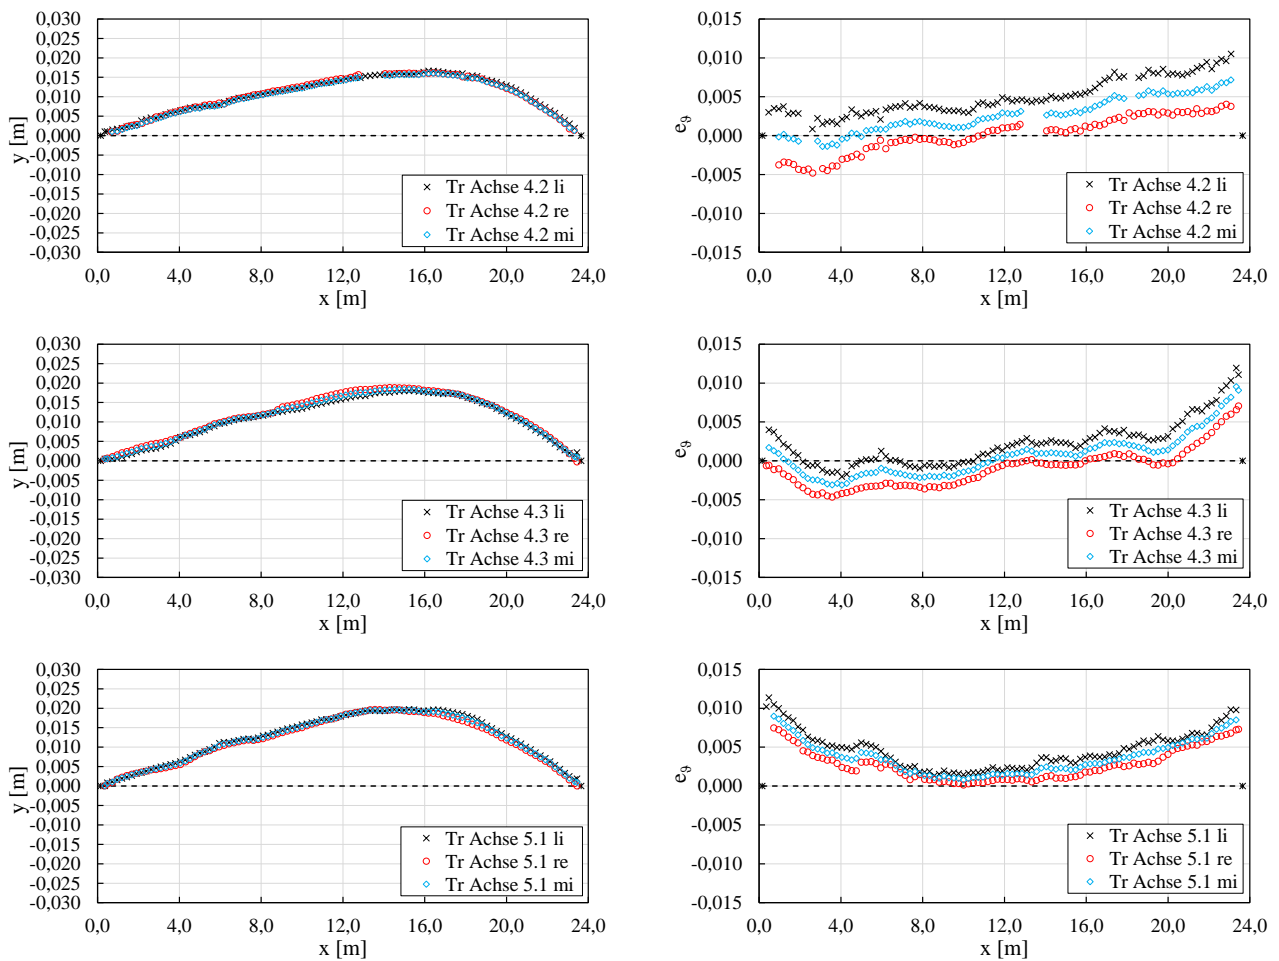 0,030
0,025
0,020
0,015
0,010
0,005
0,000
-0,005
-0,010
-0,015
-0,020
-0,025
-0,030
y [m]
0,0 4,0 8,0 12,0 16,0 20,0 24,0
x [m]
Tr Achse 4.2 li
Tr Achse 4.2 re
Tr Achse 4.2 mi
0,015
0,010
0,005
0,000
-0,005
-0,010
-0,015
eϑ
0,0 4,0 8,0 12,0 16,0 20,0 24,0
x [m]
Tr Achse 4.2 li
Tr Achse 4.2 re
Tr Achse 4.2 mi
0,030
0,025
0,020
0,015
0,010
0,005
0,000
-0,005
-0,010
-0,015
-0,020
-0,025
-0,030
y [m]
0,0 4,0 8,0 12,0 16,0 20,0 24,0
x [m]
Tr Achse 4.3 li
Tr Achse 4.3 re
Tr Achse 4.3 mi
0,015
0,010
0,005
0,000
-0,005
-0,010
-0,015
eϑ
0,0 4,0 8,0 12,0 16,0 20,0 24,0
x [m]
Tr Achse 4.3 li
Tr Achse 4.3 re
Tr Achse 4.3 mi
0,030
0,025
0,020
0,015
0,010
0,005
0,000
-0,005
-0,010
-0,015
-0,020
-0,025
-0,030
y [m]
0,0 4,0 8,0 12,0 16,0 20,0 24,0
x [m]
Tr Achse 5.1 li
Tr Achse 5.1 re
Tr Achse 5.1 mi
0,015
0,010
0,005
0,000
-0,005
-0,010
-0,015
eϑ
0,0 4,0 8,0 12,0 16,0 20,0 24,0
x [m]
Tr Achse 5.1 li
Tr Achse 5.1 re
Tr Achse 5.1 mi